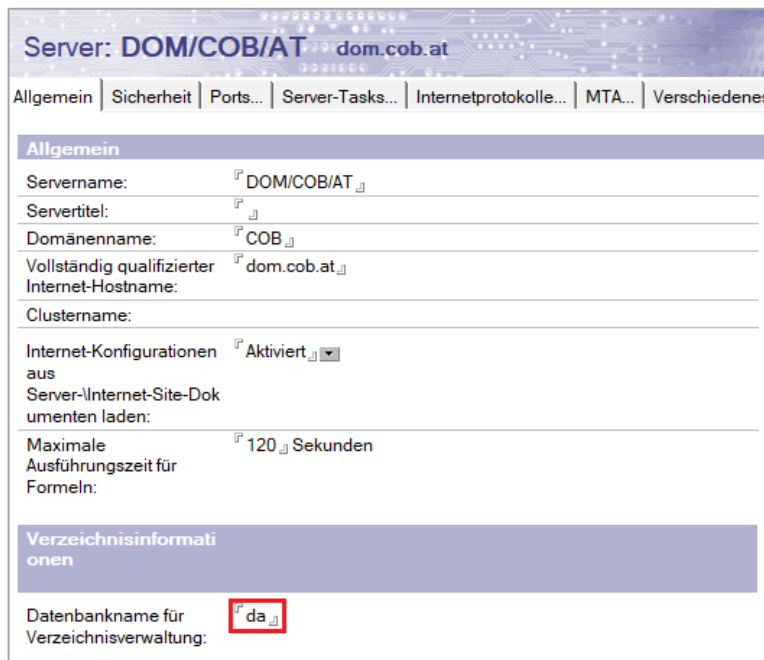 Server: DOM/COB/AT dom.cob.at
Allgemein Sicherheit Ports... Server-Tasks... Internetprotokolle... MTA... Verschiedenes
Allgemein
Servername: DOM/COB/AT
Servertitel:
Domänenname: COB
Vollständig qualifizierter dom.cob.at
Internet-Hostname:
Clustername:
Internet-Konfigurationen Aktiviert
aus
Server-\Internet-Site-Dok
umenten laden:
Maximale 120 Sekunden
Ausführungszeit für
Formeln:
Verzeichnisinformati
onen
Datenbankname für da
Verzeichnisverwaltung: